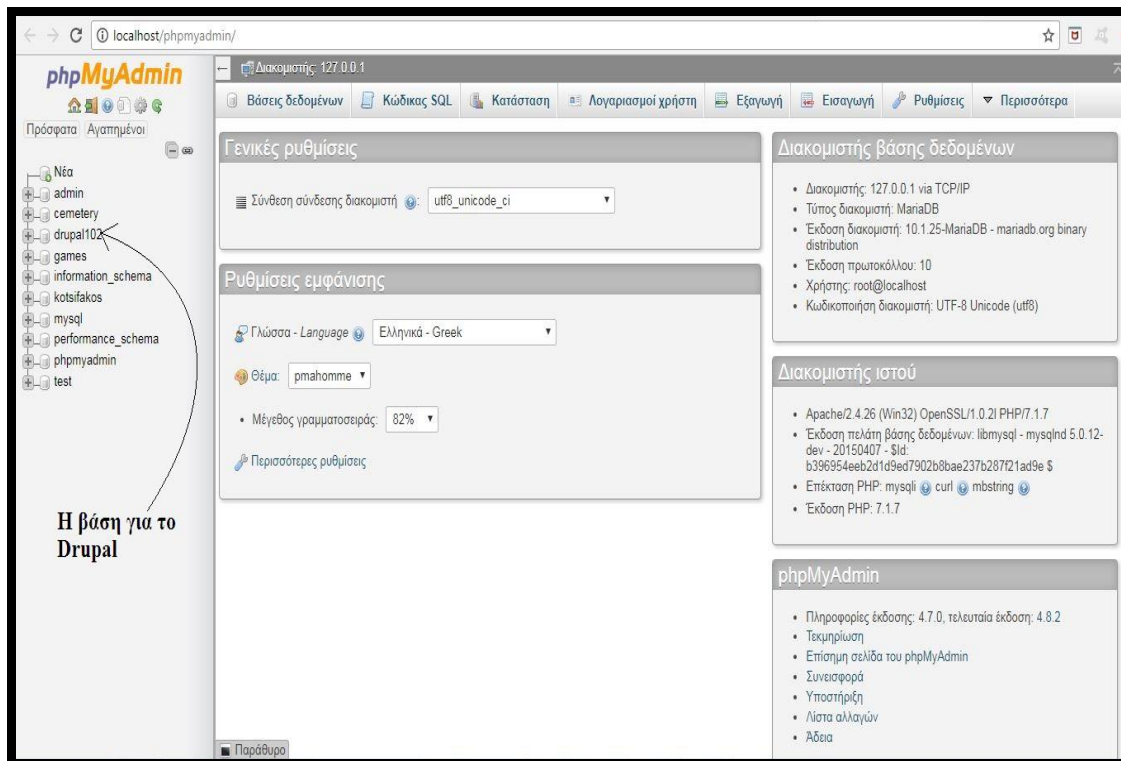 localhost/phpmyadmin/
phpMyAdmin
Πρόσφατα Αγαπημένοι
Νέα
admin
cemetery
drupal102
games
information_schema
kotsifakos
mysql
performance_schema
phpmyadmin
test
Η βάση για το
Drupal
Διακομιστής: 127.0.0.1
Βάσεις δεδομένων Κώδικας SQL Κατάσταση Λογαριασμοί χρήστη Εξαγωγή Εισαγωγή Ρυθμίσεις Περισσότερα
Γενικές ρυθμίσεις
Σύνθεση σύνδεσης διακομιστή : utf8_unicode_ci
Ρυθμίσεις εμφάνισης
Γλώσσα - Language Ελληνικά - Greek
Θέμα: pmahomme
• Μέγεθος γραμματοσειράς: 82%
Περισσότερες ρυθμίσεις
Διακομιστής βάσης δεδομένων
• Διακομιστής: 127.0.0.1 via TCP/IP
• Τύπος διακομιστή: MariaDB
• Έκδοση διακομιστή: 10.1.25-MariaDB - mariadb.org binary
distribution
• Έκδοση πρωτοκόλλου: 10
• Χρήστης: root@localhost
• Κωδικοποίηση διακομιστή: UTF-8 Unicode (utf8)
Διακομιστής ιστού
• Apache/2.4.26 (Win32) OpenSSL/1.0.2l PHP/7.1.7
• Έκδοση πελάτη βάσης δεδομένων: libmysql - mysqlnd 5.0.12-
dev - 20150407 - $Id:
b396954eeb2d1d9ed7902b8bae237b287f21ad9e $
• Επέκταση PHP: mysqli curl mbstring
• Έκδοση PHP: 7.1.7
phpMyAdmin
• Πληροφορίες έκδοσης: 4.7.0, τελευταία έκδοση: 4.8.2
• Τεκμηρίωση
• Επίσημη σελίδα του phpMyAdmin
• Συνεισφορά
• Υποστήριξη
• Λίστα αλλαγών
• Άδεια
Παράθυρο